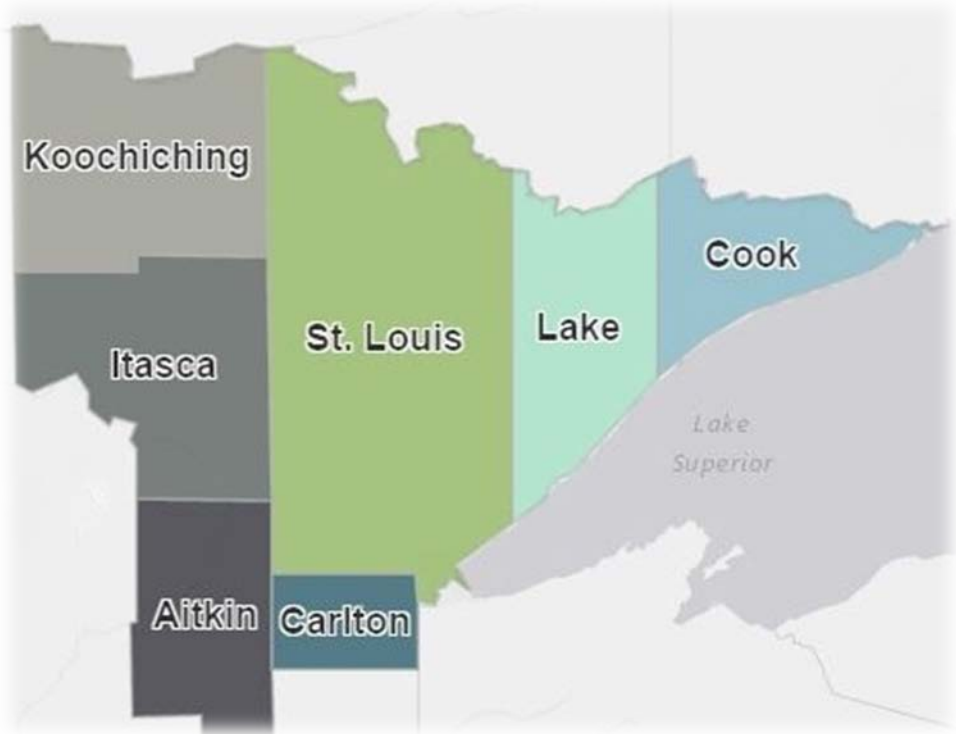 Koochiching
Cook
St. Louis
Lake
Itasca
Lake
Superior
Aitkin
Carlton